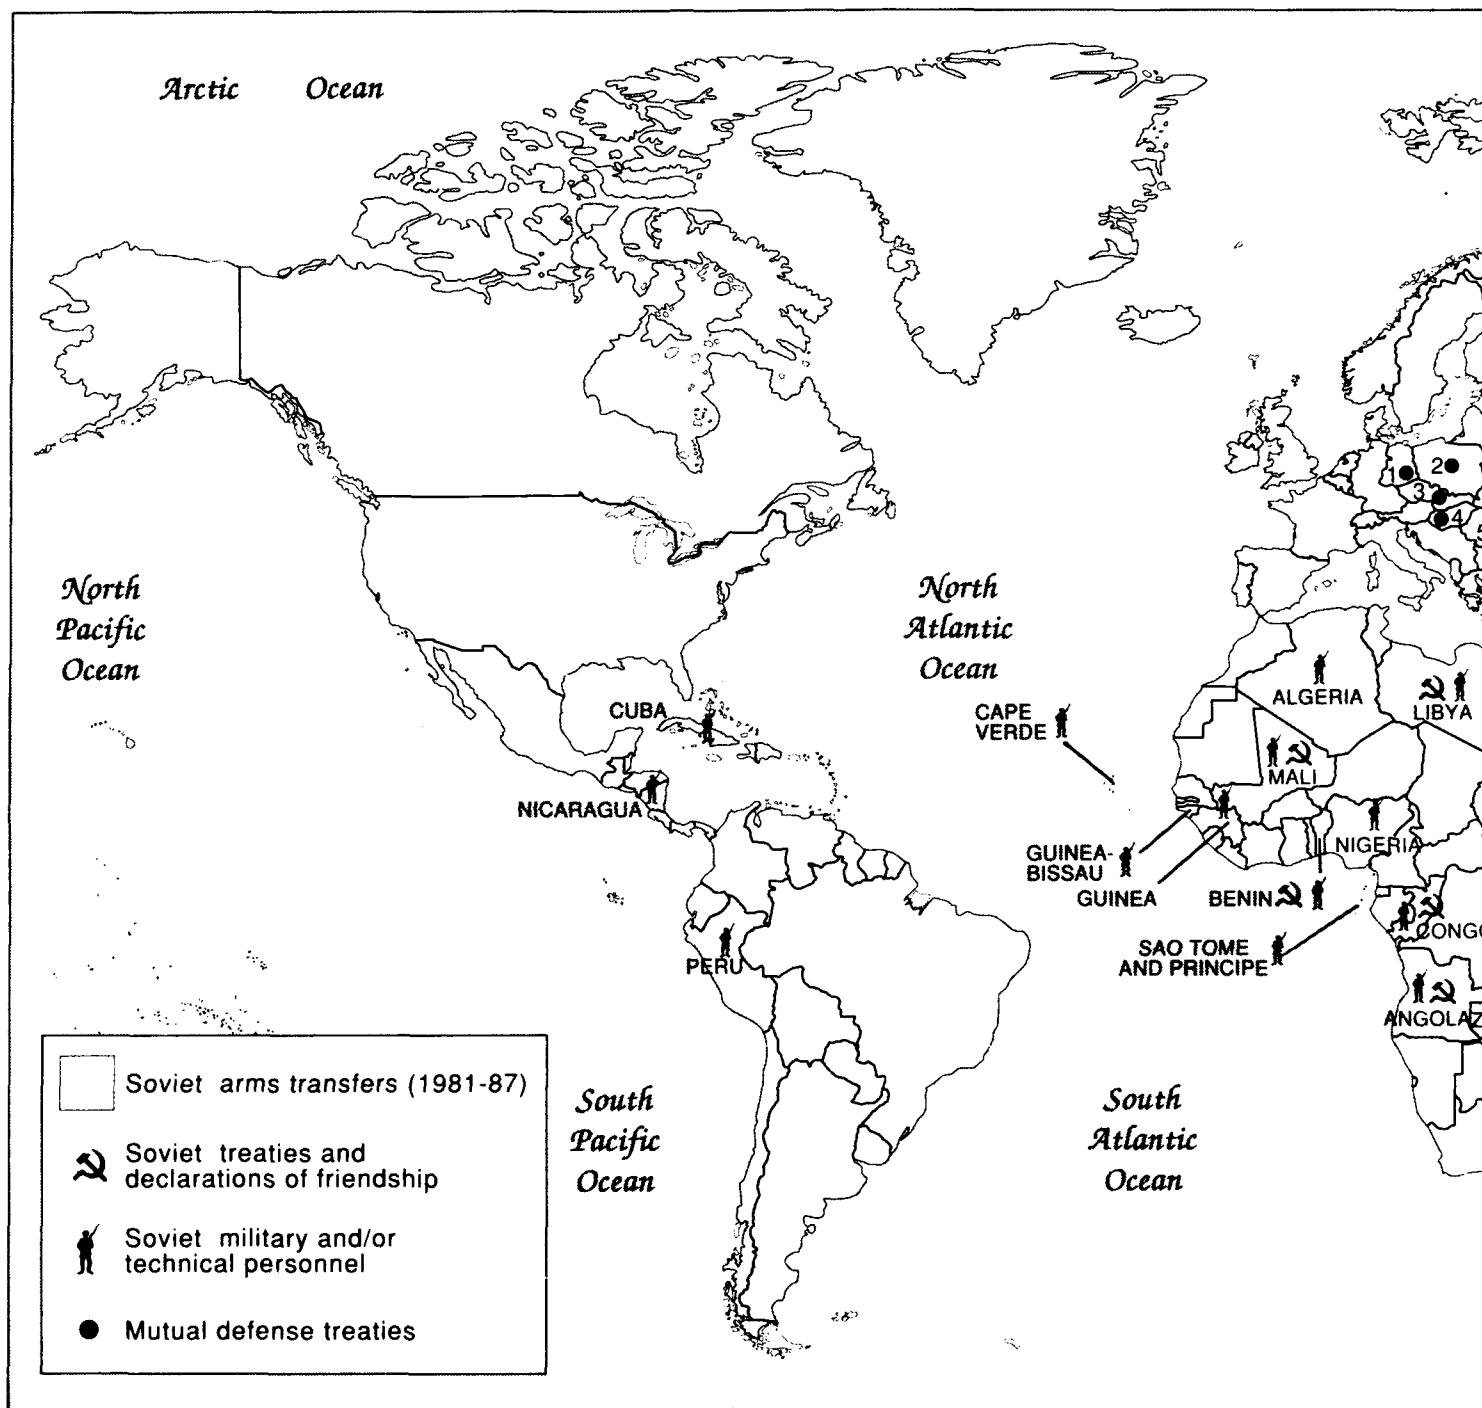 Arctic Ocean
North
Pacific
Ocean
North
Atlantic
Ocean
1
2
3
4
5
CUBA
NICARAGUA
PERU
CAPE
VERDE
ALGERIA
LIBYA
MALI
NIGERIA
GUINEA-
BISSAU
GUINEA
BENIN
CONGO
SAO TOME
AND PRINCIPE
ANGOLA
Z
South
Pacific
Ocean
South
Atlantic
Ocean
Soviet arms transfers (1981-87)
Soviet treaties and
declarations of friendship
Soviet military and/or
technical personnel
Mutual defense treaties